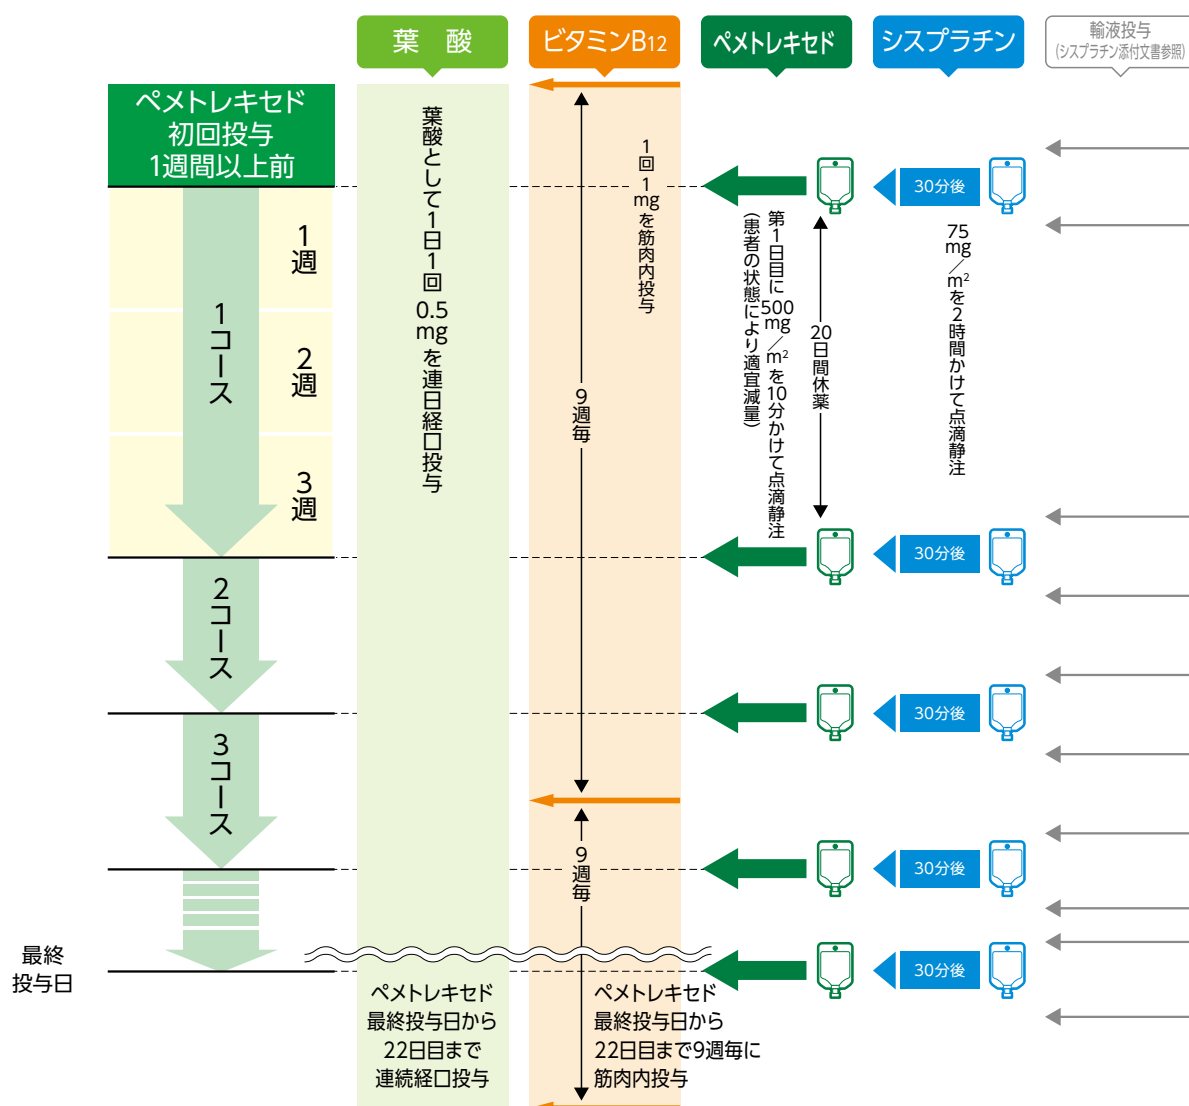 葉 酸
ビタミンB12
ペメトレキセド
シスプラチン
輸液投与
(シスプラチン添付文書参照)
ペメトレキセド
初回投与
1週間以上前
1コース
1週
2週
3週
2コース
3コース
最終
投与日
葉酸として1日1回0.5mgを連日経口投与
ペメトレキセド
最終投与日から
22日目まで
連続経口投与
1回1mgを筋肉内投与
9週毎
9週毎
ペメトレキセド
最終投与日から
22日目まで9週毎に
筋肉内投与
第1日目に500mg/m²を10分かけて点滴静注
(患者の状態により適宜減量)
20日間休薬
30分後
75mg/m²を2時間かけて点滴静注
30分後
30分後
30分後
30分後